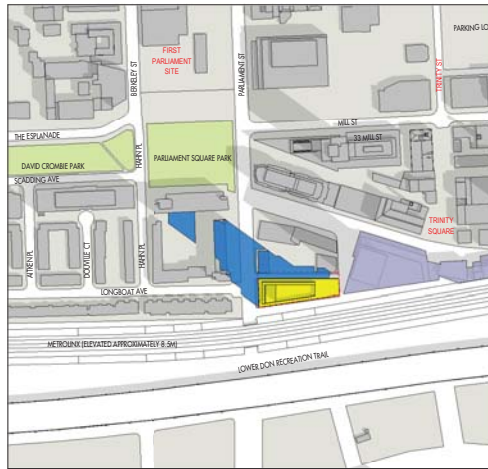 FIRST
PARLIAMENT
SITE
BERKELEY ST
PARLIAMENT ST
TRINITY ST
PARKING LO
MILL ST
33 MILL ST
THE ESPLANADE
DAVID CROMBIE PARK
HAHN PL
PARLIAMENT SQUARE PARK
SCADDING AVE
TRINITY
SQUARE
AITKEN PL
DOUVILLE CT
HAHN PL
LONGBOAT AVE
METROLINX (ELEVATED APPROXIMATELY 8.5M)
LOWER DON RECREATION TRAIL